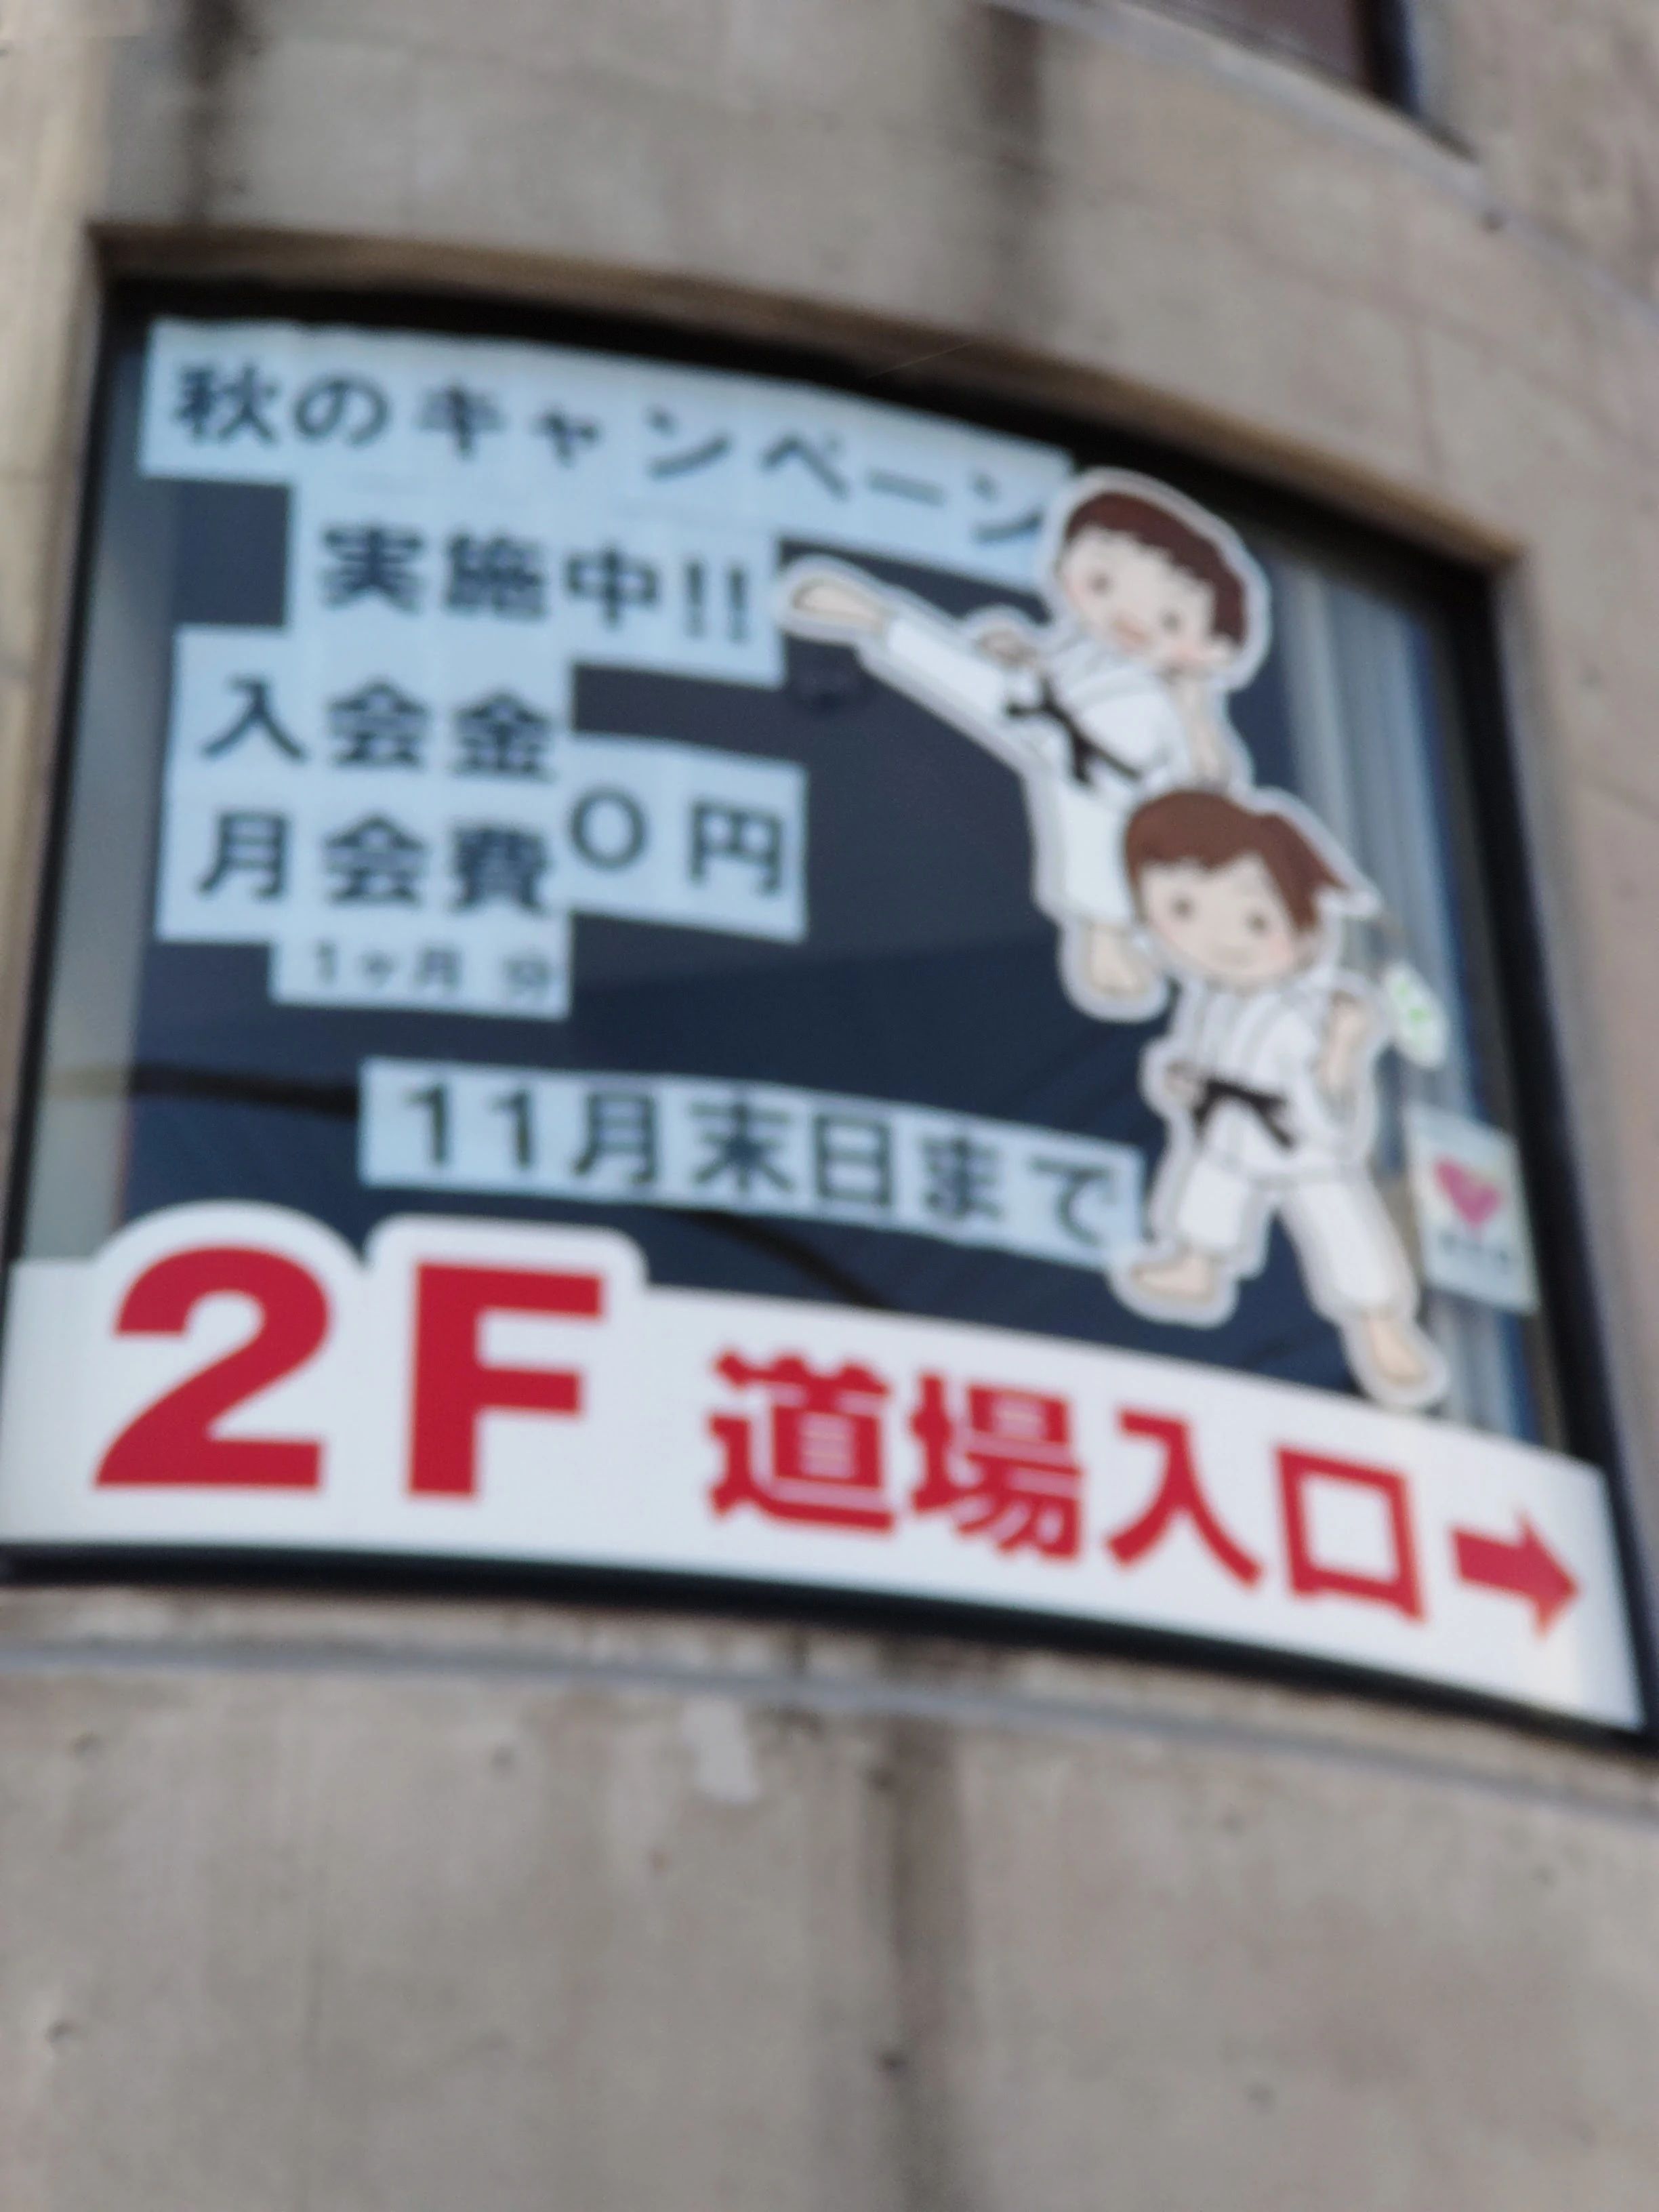 秋のキャンペーン
実施中!!
入会金
月会費0円
1ヶ月分
11月末日まで
2F 道場入口→